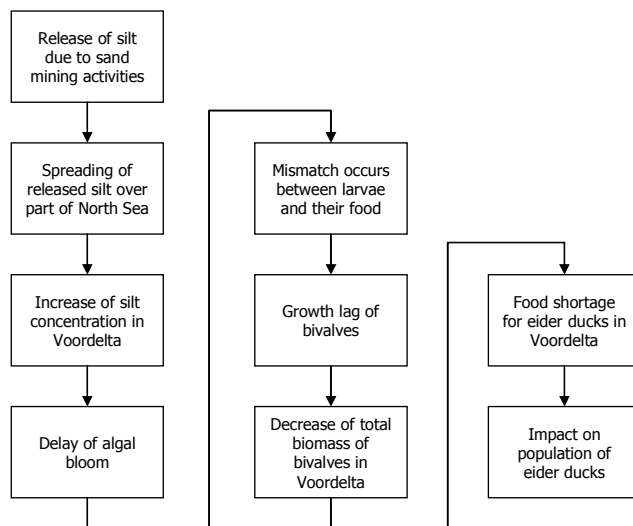 Release of silt
due to sand
mining activities
Spreading of
released silt over
part of North Sea
Increase of silt
concentration in
Voordelta
Delay of algal
bloom
Mismatch occurs
between larvae
and their food
Growth lag of
bivalves
Decrease of total
biomass of
bivalves in
Voordelta
Food shortage
for eider ducks in
Voordelta
Impact on
population of
eider ducks